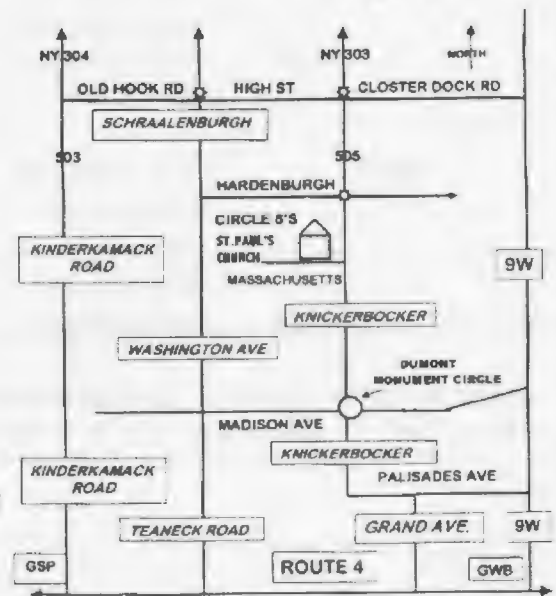 NY 304
NY 303
NORTH
OLD HOOK RD
HIGH ST
CLOSTER DOCK RD
SCHRAALENBURGH
503
505
HARDENBURGH
CIRCLE 8'S
ST.PAUL'S
CHURCH
MASSACHUSETTS
KINDERKAMACK
ROAD
9W
KNICKERBOCKER
WASHINGTON AVE
DUMONT
MONUMENT CIRCLE
MADISON AVE
KNICKERBOCKER
KINDERKAMACK
ROAD
PALISADES AVE
TEANECK ROAD
GRAND AVE.
9W
GSP
ROUTE 4
GWB